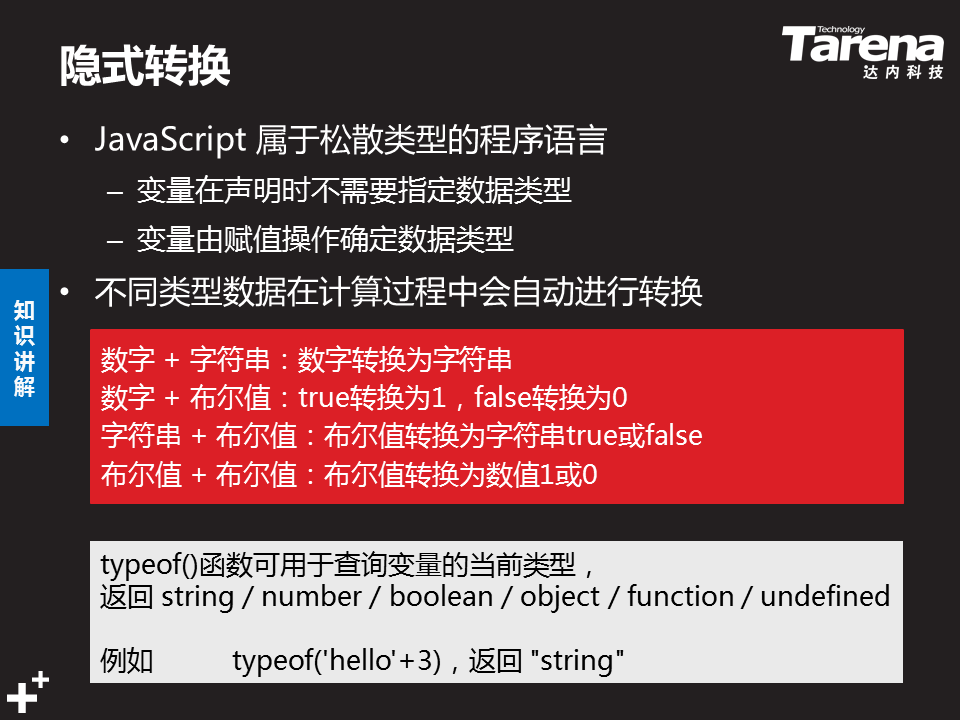 隐式转换
Technology
Tarena
达内科技
• JavaScript 属于松散类型的程序语言
– 变量在声明时不需要指定数据类型
– 变量由赋值操作确定数据类型
• 不同类型数据在计算过程中会自动进行转换
知识讲解
数字 + 字符串：数字转换为字符串
数字 + 布尔值：true转换为1，false转换为0
字符串 + 布尔值：布尔值转换为字符串true或false
布尔值 + 布尔值：布尔值转换为数值1或0
typeof()函数可用于查询变量的当前类型，
返回 string / number / boolean / object / function / undefined
例如 typeof('hello'+3)，返回 "string"